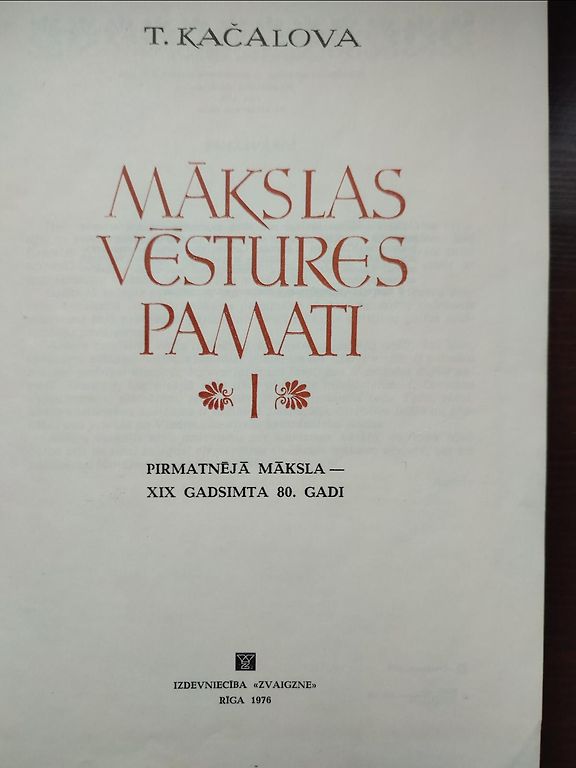 T. KAČALOVA
MĀKSLAS
VĒSTURES
PAMATI
I
PIRMATNĒJĀ MĀKSLA —
XIX GADSIMTA 80. GADI
IZDEVNIECĪBA «ZVAIGZNE»
RĪGA 1976